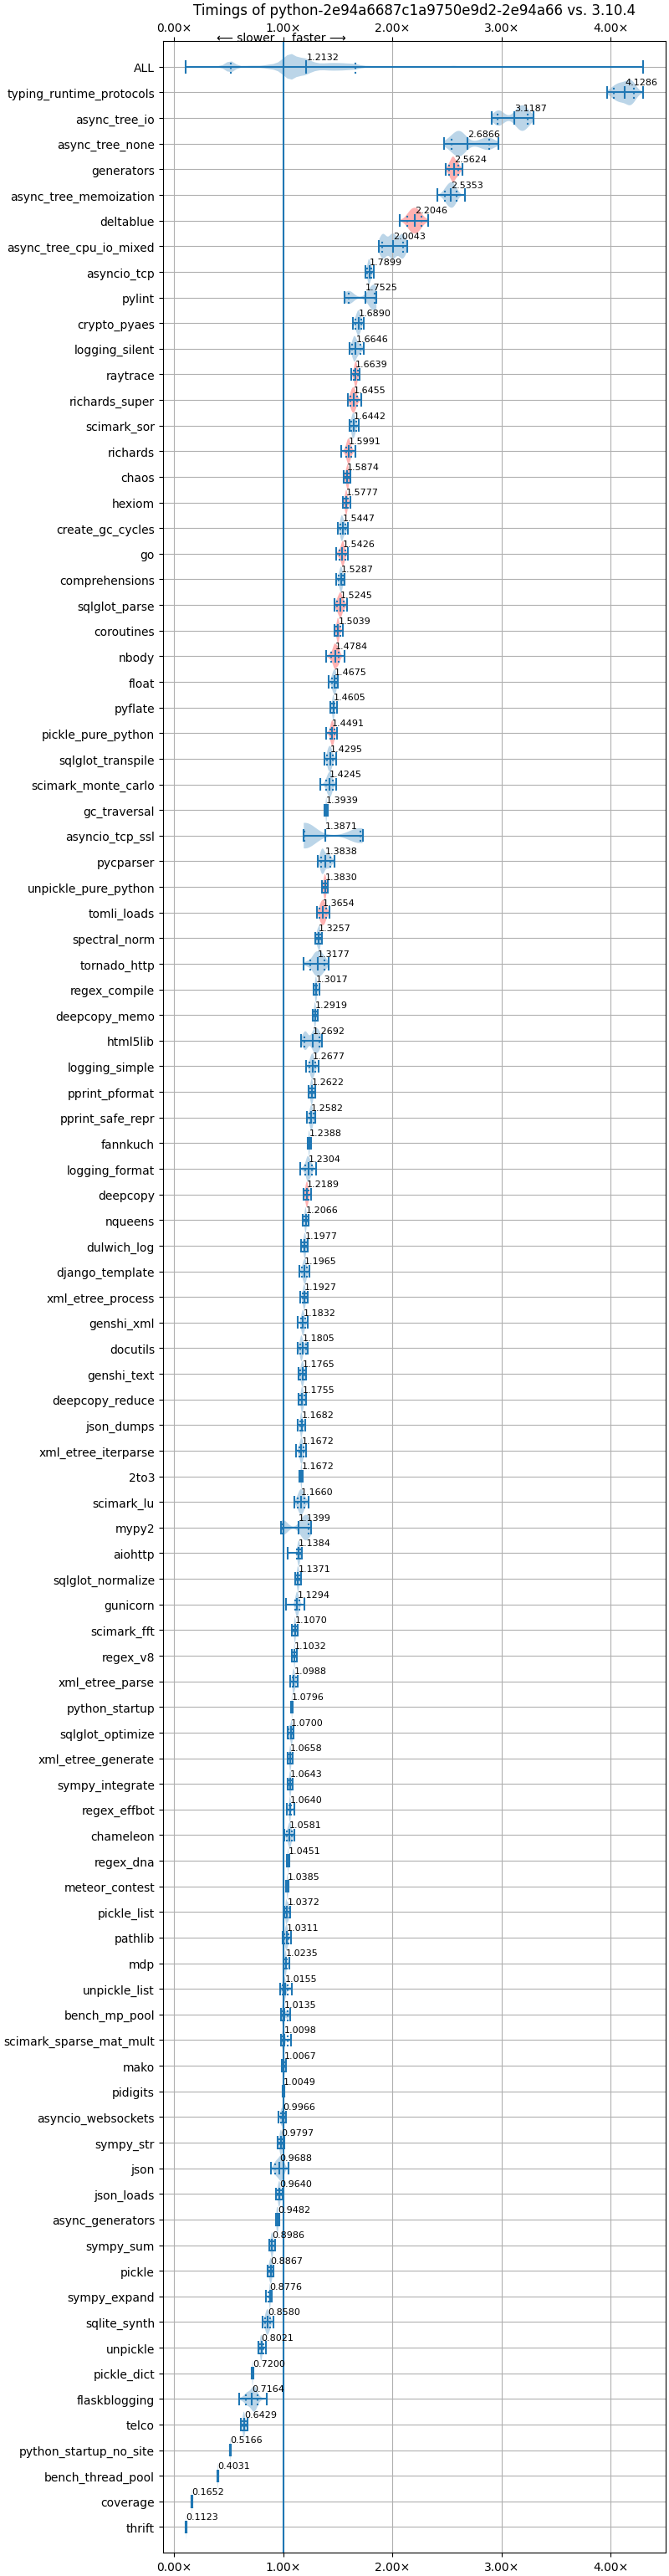 Timings of python-2e94a6687c1a9750e9d2-2e94a66 vs. 3.10.4
0.00× 1.00× 2.00× 3.00× 4.00×
⟵ slower faster ⟶
ALL 1.2132
typing_runtime_protocols 4.1286
async_tree_io 3.1187
async_tree_none 2.6866
generators 2.5624
async_tree_memoization 2.5353
deltablue 2.2046
async_tree_cpu_io_mixed 2.0043
asyncio_tcp 1.7899
pylint 1.7525
crypto_pyaes 1.6890
logging_silent 1.6646
raytrace 1.6639
richards_super 1.6455
scimark_sor 1.6442
richards 1.5991
chaos 1.5874
hexiom 1.5777
create_gc_cycles 1.5447
go 1.5426
comprehensions 1.5287
sqlglot_parse 1.5245
coroutines 1.5039
nbody 1.4784
float 1.4675
pyflate 1.4605
pickle_pure_python 1.4491
sqlglot_transpile 1.4295
scimark_monte_carlo 1.4245
gc_traversal 1.3939
asyncio_tcp_ssl 1.3871
pycparser 1.3838
unpickle_pure_python 1.3830
tomli_loads 1.3654
spectral_norm 1.3257
tornado_http 1.3177
regex_compile 1.3017
deepcopy_memo 1.2919
html5lib 1.2692
logging_simple 1.2677
pprint_pformat 1.2622
pprint_safe_repr 1.2582
fannkuch 1.2388
logging_format 1.2304
deepcopy 1.2189
nqueens 1.2066
dulwich_log 1.1977
django_template 1.1965
xml_etree_process 1.1927
genshi_xml 1.1832
docutils 1.1805
genshi_text 1.1765
deepcopy_reduce 1.1755
json_dumps 1.1682
xml_etree_iterparse 1.1672
2to3 1.1672
scimark_lu 1.1660
mypy2 1.1399
aiohttp 1.1384
sqlglot_normalize 1.1371
gunicorn 1.1294
scimark_fft 1.1070
regex_v8 1.1032
xml_etree_parse 1.0988
python_startup 1.0796
sqlglot_optimize 1.0700
xml_etree_generate 1.0658
sympy_integrate 1.0643
regex_effbot 1.0640
chameleon 1.0581
regex_dna 1.0451
meteor_contest 1.0385
pickle_list 1.0372
pathlib 1.0311
mdp 1.0235
unpickle_list 1.0155
bench_mp_pool 1.0135
scimark_sparse_mat_mult 1.0098
mako 1.0067
pidigits 1.0049
asyncio_websockets 0.9966
sympy_str 0.9797
json 0.9688
json_loads 0.9640
async_generators 0.9482
sympy_sum 0.8986
pickle 0.8867
sympy_expand 0.8776
sqlite_synth 0.8580
unpickle 0.8021
pickle_dict 0.7200
flaskblogging 0.7164
telco 0.6429
python_startup_no_site 0.5166
bench_thread_pool 0.4031
coverage 0.1652
thrift 0.1123
0.00× 1.00× 2.00× 3.00× 4.00×